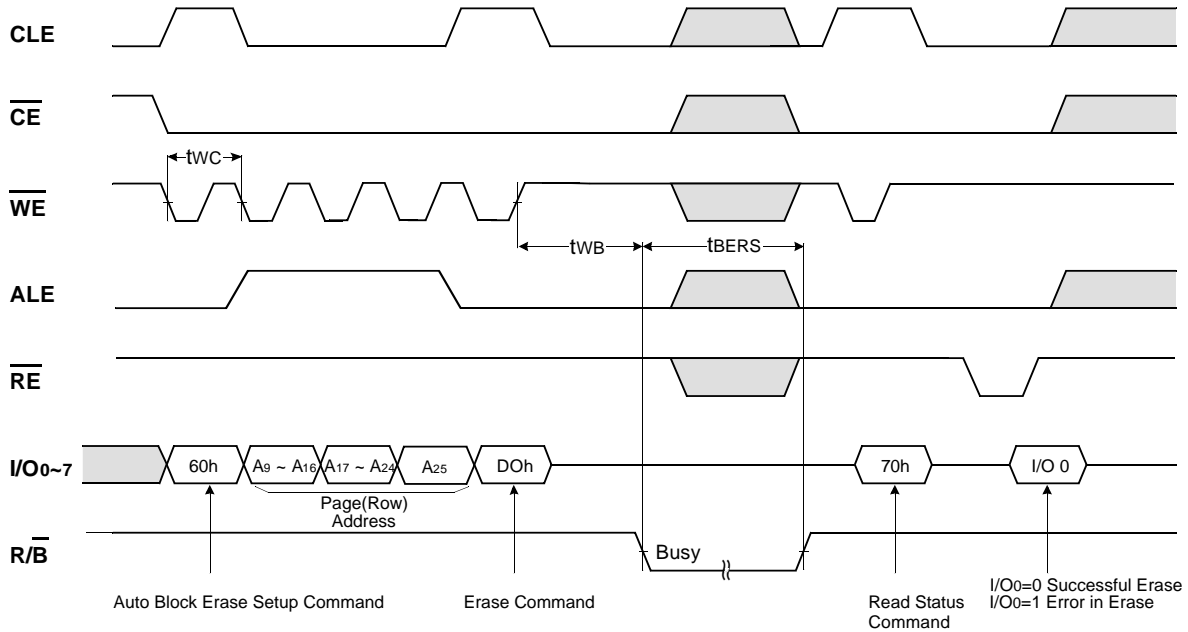 CLE
CE
tWC
WE
tWB
tBERS
ALE
RE
I/O0~7
60h
A9 ~ A16
A17 ~ A24
A25
DOh
70h
I/O 0
Page(Row)
Address
R/B
Busy
Auto Block Erase Setup Command
Erase Command
Read Status
Command
I/O0=0 Successful Erase
I/O0=1 Error in Erase